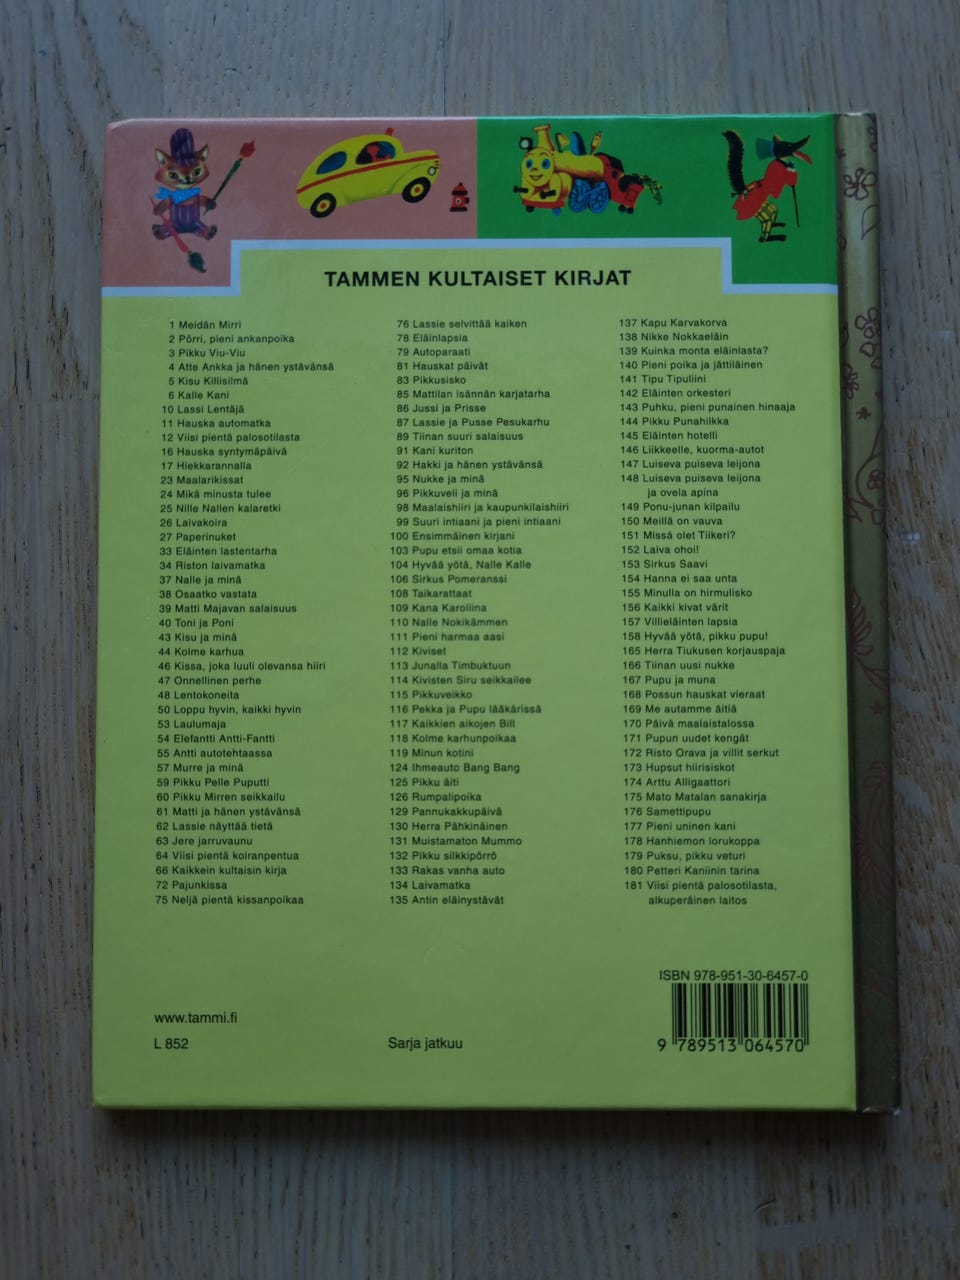 TAMMEN KULTAISET KIRJAT
1 Meidän Mirri
2 Pörri, pieni ankanpoika
3 Pikku Viu-Viu
4 Atte Ankka ja hänen ystävänsä
5 Kisu Killisilmä
6 Kalle Kani
10 Lassi Lentäjä
11 Hauska automatka
12 Viisi pientä palosotilasta
16 Hauska syntymäpäivä
17 Hiekkarannalla
23 Maalarikissat
24 Mikä minusta tulee
25 Nille Nallen kalaretki
26 Laivakoira
27 Paperinuket
33 Eläinten lastentarha
34 Riston laivamatka
37 Nalle ja minä
38 Osaatko vastata
39 Matti Majavan salaisuus
40 Toni ja Poni
43 Kisu ja minä
44 Kolme karhua
46 Kissa, joka luuli olevansa hiiri
47 Onnellinen perhe
48 Lentokoneita
50 Loppu hyvin, kaikki hyvin
53 Laulumaja
54 Elefantti Antti-Fantti
55 Antti autotehtaassa
57 Murre ja minä
59 Pikku Pelle Puputti
60 Pikku Mirren seikkailu
61 Matti ja hänen ystävänsä
62 Lassie näyttää tietä
63 Jere jarruvaunu
64 Viisi pientä koiranpentua
66 Kaikkein kultaisin kirja
72 Pajunkissa
75 Neljä pientä kissanpoikaa
76 Lassie selvittää kaiken
78 Eläinlapsia
79 Autoparaati
81 Hauskat päivät
83 Pikkusisko
85 Mattilan isännän karjatarha
86 Jussi ja Prisse
87 Lassie ja Pusse Pesukarhu
89 Tiinan suuri salaisuus
91 Kani kuriton
92 Hakki ja hänen ystävänsä
95 Nukke ja minä
96 Pikkuveli ja minä
98 Maalaishiiri ja kaupunkilaishiiri
99 Suuri intiaani ja pieni intiaani
100 Ensimmäinen kirjani
103 Pupu etsii omaa kotia
104 Hyvää yötä, Nalle Kalle
106 Sirkus Pomeranssi
108 Taikarattaat
109 Kana Karoliina
110 Nalle Nokikämmen
111 Pieni harmaa aasi
112 Kiviset
113 Junalla Timbuktuun
114 Kivisten Siru seikkailee
115 Pikkuveikko
116 Pekka ja Pupu lääkärissä
117 Kaikkien aikojen Bill
118 Kolme karhunpoikaa
119 Minun kotini
124 Ihmeauto Bang Bang
125 Pikku äiti
126 Rumpalipoika
129 Pannukakkupäivä
130 Herra Pähkinäinen
131 Muistamaton Mummo
132 Pikku silkkipörrö
133 Rakas vanha auto
134 Laivamatka
135 Antin eläinystävät
137 Kapu Karvakorva
138 Nikke Nokkaeläin
139 Kuinka monta eläinlasta?
140 Pieni poika ja jättiläinen
141 Tipu Tipuliini
142 Eläinten orkesteri
143 Puhku, pieni punainen hinaaja
144 Pikku Punahilkka
145 Eläinten hotelli
146 Liikkeelle, kuorma-autot
147 Luiseva puiseva leijona
148 Luiseva puiseva leijona
ja ovela apina
149 Ponu-junan kilpailu
150 Meillä on vauva
151 Missä olet Tiikeri?
152 Laiva ohoi!
153 Sirkus Saavi
154 Hanna ei saa unta
155 Minulla on hirmulisko
156 Kaikki kivat värit
157 Villieläinten lapsia
158 Hyvää yötä, pikku pupu!
165 Herra Tiukusen korjauspaja
166 Tiinan uusi nukke
167 Pupu ja muna
168 Possun hauskat vieraat
169 Me autamme äitiä
170 Päivä maalaistalossa
171 Pupun uudet kengät
172 Risto Orava ja villit serkut
173 Hupsut hiirisiskot
174 Arttu Alligaattori
175 Mato Matalan sanakirja
176 Samettipupu
177 Pieni uninen kani
178 Hanhiemon lorukoppa
179 Puksu, pikku veturi
180 Petteri Kaniinin tarina
181 Viisi pientä palosotilasta,
alkuperäinen laitos
ISBN 978-951-30-6457-0
9 789513 064570
www.tammi.fi
L 852
Sarja jatkuu